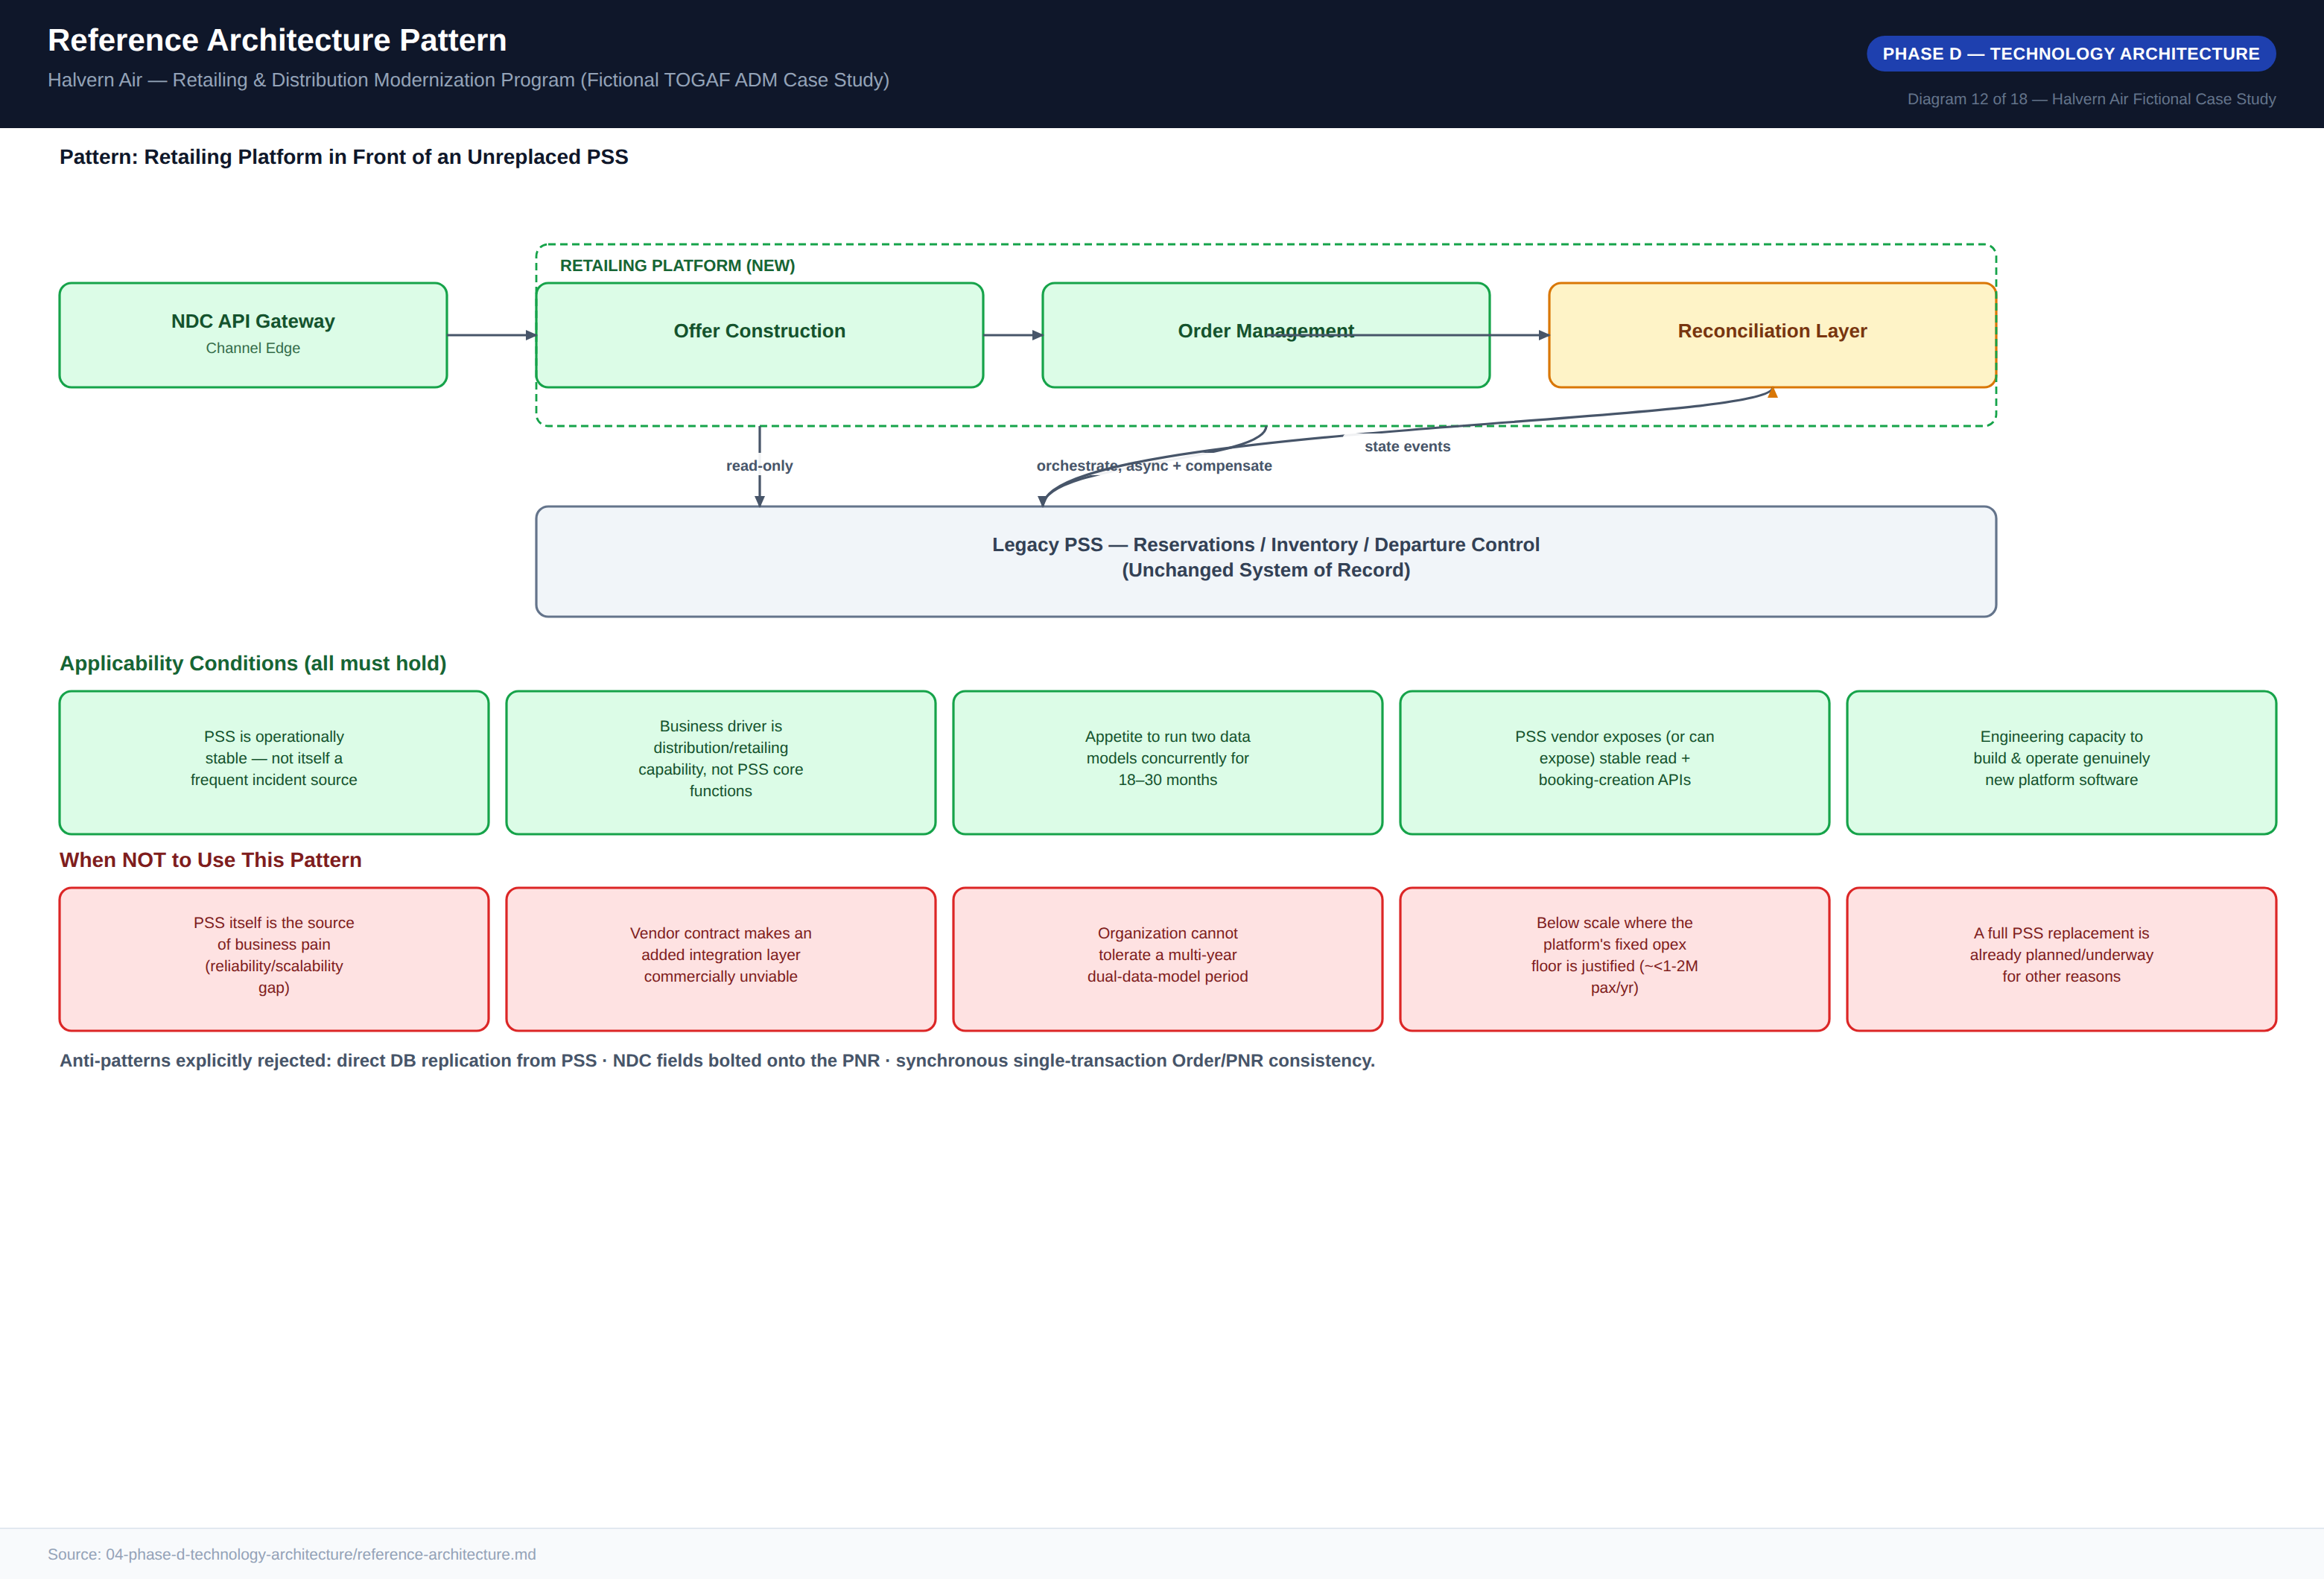 Reference Architecture Pattern
Halvern Air — Retailing & Distribution Modernization Program (Fictional TOGAF ADM Case Study)
PHASE D — TECHNOLOGY ARCHITECTURE
Diagram 12 of 18 — Halvern Air Fictional Case Study
Pattern: Retailing Platform in Front of an Unreplaced PSS
RETAILING PLATFORM (NEW)
NDC API Gateway
Channel Edge
Offer Construction
Order Management
Reconciliation Layer
state events
read-only
orchestrate, async + compensate
Legacy PSS — Reservations / Inventory / Departure Control
(Unchanged System of Record)
Applicability Conditions (all must hold)
PSS is operationally
stable — not itself a
frequent incident source
Business driver is
distribution/retailing
capability, not PSS core
functions
Appetite to run two data
models concurrently for
18–30 months
PSS vendor exposes (or can
expose) stable read +
booking-creation APIs
Engineering capacity to
build & operate genuinely
new platform software
When NOT to Use This Pattern
PSS itself is the source
of business pain
(reliability/scalability
gap)
Vendor contract makes an
added integration layer
commercially unviable
Organization cannot
tolerate a multi-year
dual-data-model period
Below scale where the
platform's fixed opex
floor is justified (~<1-2M
pax/yr)
A full PSS replacement is
already planned/underway
for other reasons
Anti-patterns explicitly rejected: direct DB replication from PSS · NDC fields bolted onto the PNR · synchronous single-transaction Order/PNR consistency.
Source: 04-phase-d-technology-architecture/reference-architecture.md